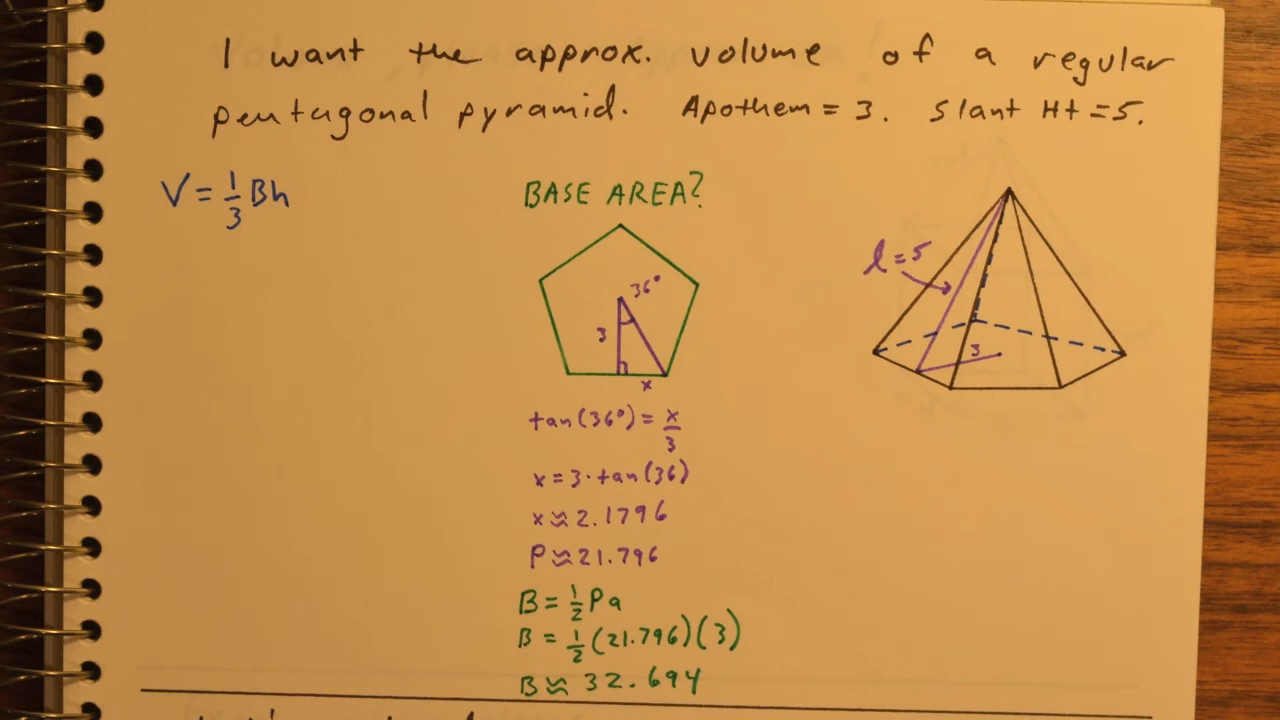 I want the approx. volume of a regular
pentagonal pyramid. Apothem = 3. Slant Ht = 5.
V = 1/3 Bh
BASE AREA?
36°
3
x
tan(36°) = x/3
x = 3·tan(36)
x ≈ 2.1796
P ≈ 21.796
B = 1/2 Pa
B = 1/2 (21.796)(3)
B ≈ 32.694
l = 5
3